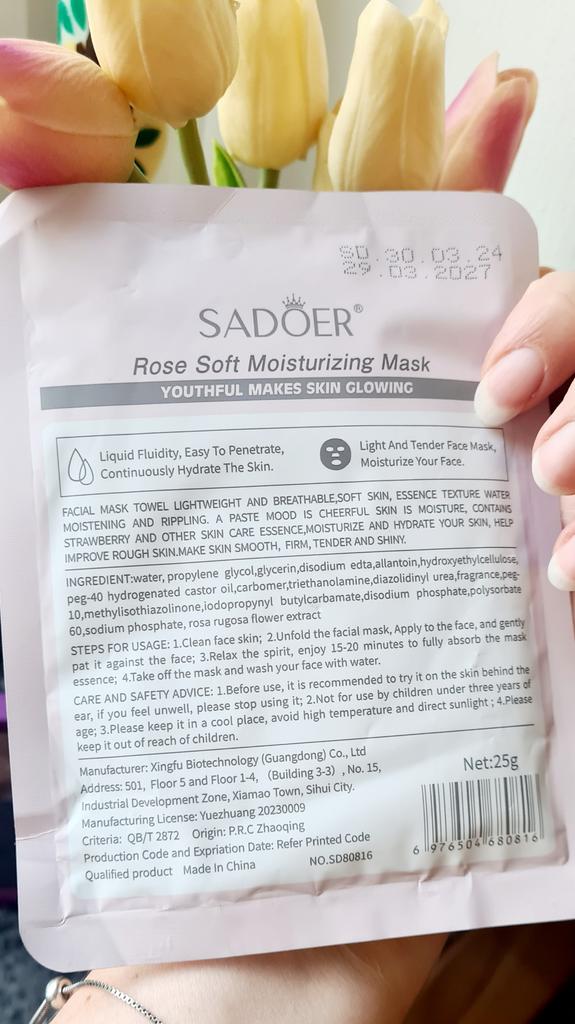 SD.30.03.24
29.03.2027
SADOER®
Rose Soft Moisturizing Mask
YOUTHFUL MAKES SKIN GLOWING
Liquid Fluidity, Easy To Penetrate,
Continuously Hydrate The Skin.
Light And Tender Face Mask,
Moisturize Your Face.
FACIAL MASK TOWEL LIGHTWEIGHT AND BREATHABLE,SOFT SKIN, ESSENCE TEXTURE WATER
MOISTENING AND RIPPLING. A PASTE MOOD IS CHEERFUL SKIN IS MOISTURE, CONTAINS
STRAWBERRY AND OTHER SKIN CARE ESSENCE,MOISTURIZE AND HYDRATE YOUR SKIN, HELP
IMPROVE ROUGH SKIN.MAKE SKIN SMOOTH, FIRM,TENDER AND SHINY.
INGREDIENT:water, propylene glycol,glycerin,disodium edta,allantoin,hydroxyethylcellulose,
peg-40 hydrogenated castor oil,carbomer,triethanolamine,diazolidinyl urea,fragrance,peg-
10,methylisothiazolinone,iodopropynyl butylcarbamate,disodium phosphate,polysorbate
60,sodium phosphate, rosa rugosa flower extract
STEPS FOR USAGE: 1.Clean face skin; 2.Unfold the facial mask, Apply to the face, and gently
pat it against the face; 3.Relax the spirit, enjoy 15-20 minutes to fully absorb the mask
essence; 4.Take off the mask and wash your face with water.
CARE AND SAFETY ADVICE: 1.Before use, it is recommended to try it on the skin behind the
ear, if you feel unwell, please stop using it; 2.Not for use by children under three years of
age; 3.Please keep it in a cool place, avoid high temperature and direct sunlight ; 4.Please
keep it out of reach of children.
Manufacturer: Xingfu Biotechnology (Guangdong) Co., Ltd
Address: 501, Floor 5 and Floor 1-4, (Building 3-3) , No. 15,
Industrial Development Zone, Xiamao Town, Sihui City.
Manufacturing License: Yuezhuang 20230009
Criteria: QB/T 2872 Origin: P.R.C Zhaoqing
Production Code and Expriation Date: Refer Printed Code
Qualified product Made In China NO.SD80816
Net:25g
6 976504 680816